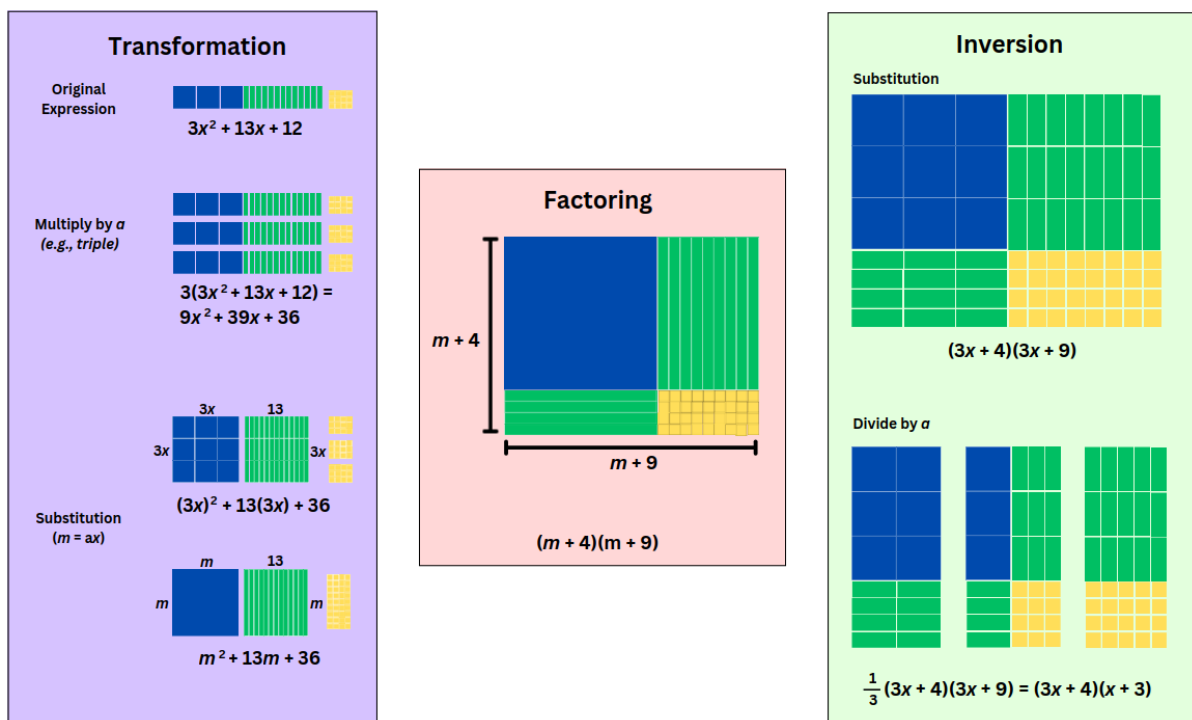 Transformation
Original
Expression
3x² + 13x + 12
Multiply by a
(e.g., triple)
3(3x² + 13x + 12) =
9x² + 39x + 36
3x
13
3x
3x
(3x)² + 13(3x) + 36
Substitution
(m = ax)
m
13
m
m
m² + 13m + 36
Factoring
m + 4
m + 9
(m + 4)(m + 9)
Inversion
Substitution
(3x + 4)(3x + 9)
Divide by a
1/3 (3x + 4)(3x + 9) = (3x + 4)(x + 3)